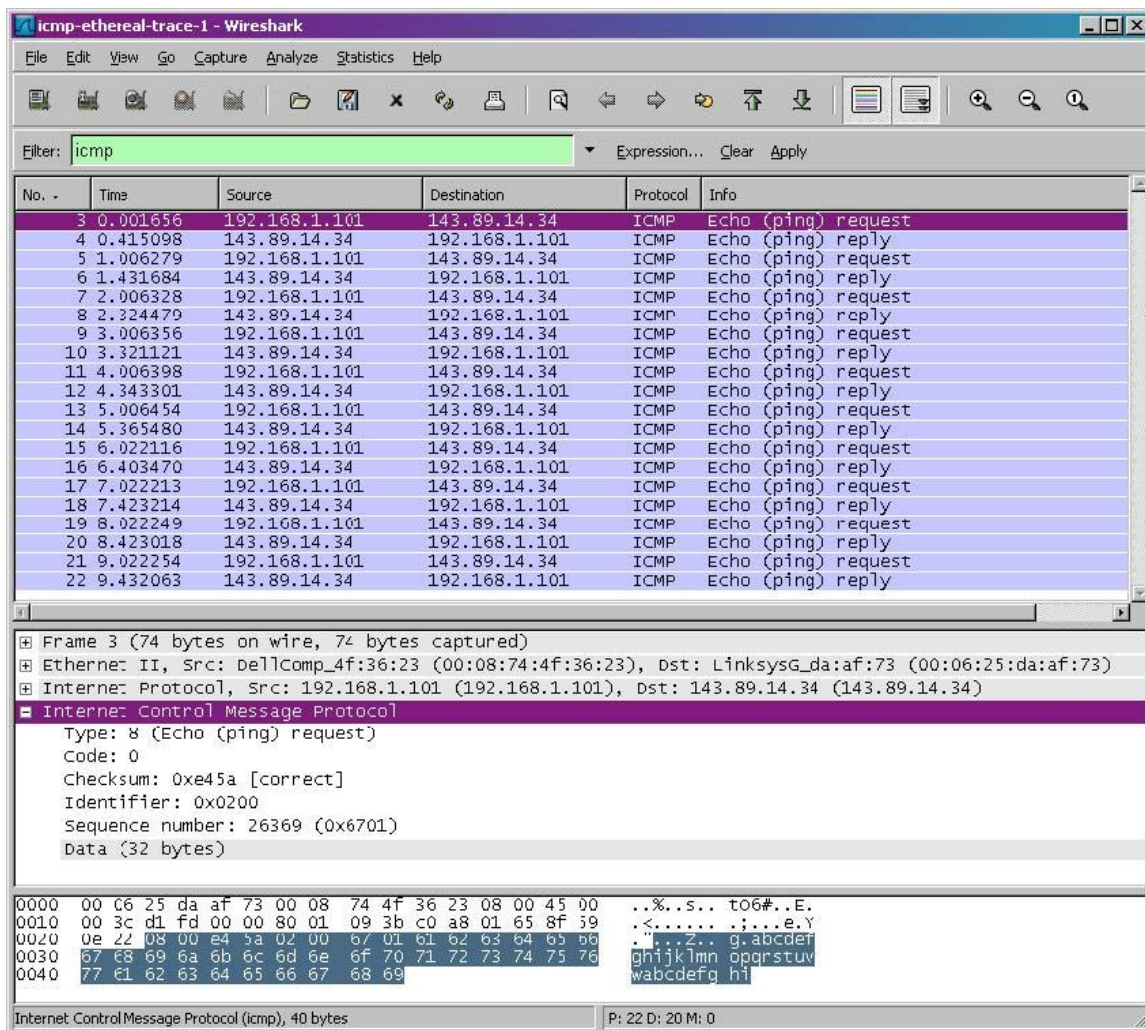 icmp-ethereal-trace-1 - Wireshark
File Edit View Go Capture Analyze Statistics Help
Filter: icmp Expression... Clear Apply
No. Time Source Destination Protocol Info
3 0.001656 192.168.1.101 143.89.14.34 ICMP Echo (ping) request
4 0.415098 143.89.14.34 192.168.1.101 ICMP Echo (ping) reply
5 1.006279 192.168.1.101 143.89.14.34 ICMP Echo (ping) request
6 1.431684 143.89.14.34 192.168.1.101 ICMP Echo (ping) reply
7 2.006328 192.168.1.101 143.89.14.34 ICMP Echo (ping) request
8 2.324479 143.89.14.34 192.168.1.101 ICMP Echo (ping) reply
9 3.006356 192.168.1.101 143.89.14.34 ICMP Echo (ping) request
10 3.321121 143.89.14.34 192.168.1.101 ICMP Echo (ping) reply
11 4.006398 192.168.1.101 143.89.14.34 ICMP Echo (ping) request
12 4.343301 143.89.14.34 192.168.1.101 ICMP Echo (ping) reply
13 5.006454 192.168.1.101 143.89.14.34 ICMP Echo (ping) request
14 5.365480 143.89.14.34 192.168.1.101 ICMP Echo (ping) reply
15 6.022116 192.168.1.101 143.89.14.34 ICMP Echo (ping) request
16 6.403470 143.89.14.34 192.168.1.101 ICMP Echo (ping) reply
17 7.022213 192.168.1.101 143.89.14.34 ICMP Echo (ping) request
18 7.423214 143.89.14.34 192.168.1.101 ICMP Echo (ping) reply
19 8.022249 192.168.1.101 143.89.14.34 ICMP Echo (ping) request
20 8.423018 143.89.14.34 192.168.1.101 ICMP Echo (ping) reply
21 9.022254 192.168.1.101 143.89.14.34 ICMP Echo (ping) request
22 9.432063 143.89.14.34 192.168.1.101 ICMP Echo (ping) reply
Frame 3 (74 bytes on wire, 74 bytes captured)
Ethernet II, Src: DellComp_4f:36:23 (00:08:74:4f:36:23), Dst: LinksysG_da:af:73 (00:06:25:da:af:73)
Internet Protocol, Src: 192.168.1.101 (192.168.1.101), Dst: 143.89.14.34 (143.89.14.34)
Internet Control Message Protocol
Type: 8 (Echo (ping) request)
Code: 0
Checksum: 0xe45a [correct]
Identifier: 0x0200
Sequence number: 26369 (0x6701)
Data (32 bytes)
0000 00 06 25 da af 73 00 08 74 4f 36 23 08 00 45 00 ..%..s.. tO6#..E.
0010 00 3c d1 fd 00 00 80 01 09 3b c0 a8 01 65 8f 59 .<...... .;...e.Y
0020 0e 22 08 00 e4 5a 02 00 67 01 61 62 63 64 65 66 ."...Z.. g.abcdef
0030 67 68 69 6a 6b 6c 6d 6e 6f 70 71 72 73 74 75 76 ghijklmn opqrstuv
0040 77 61 62 63 64 65 66 67 68 69 wabcdefg hi
Internet Control Message Protocol (icmp), 40 bytes P: 22 D: 20 M: 0